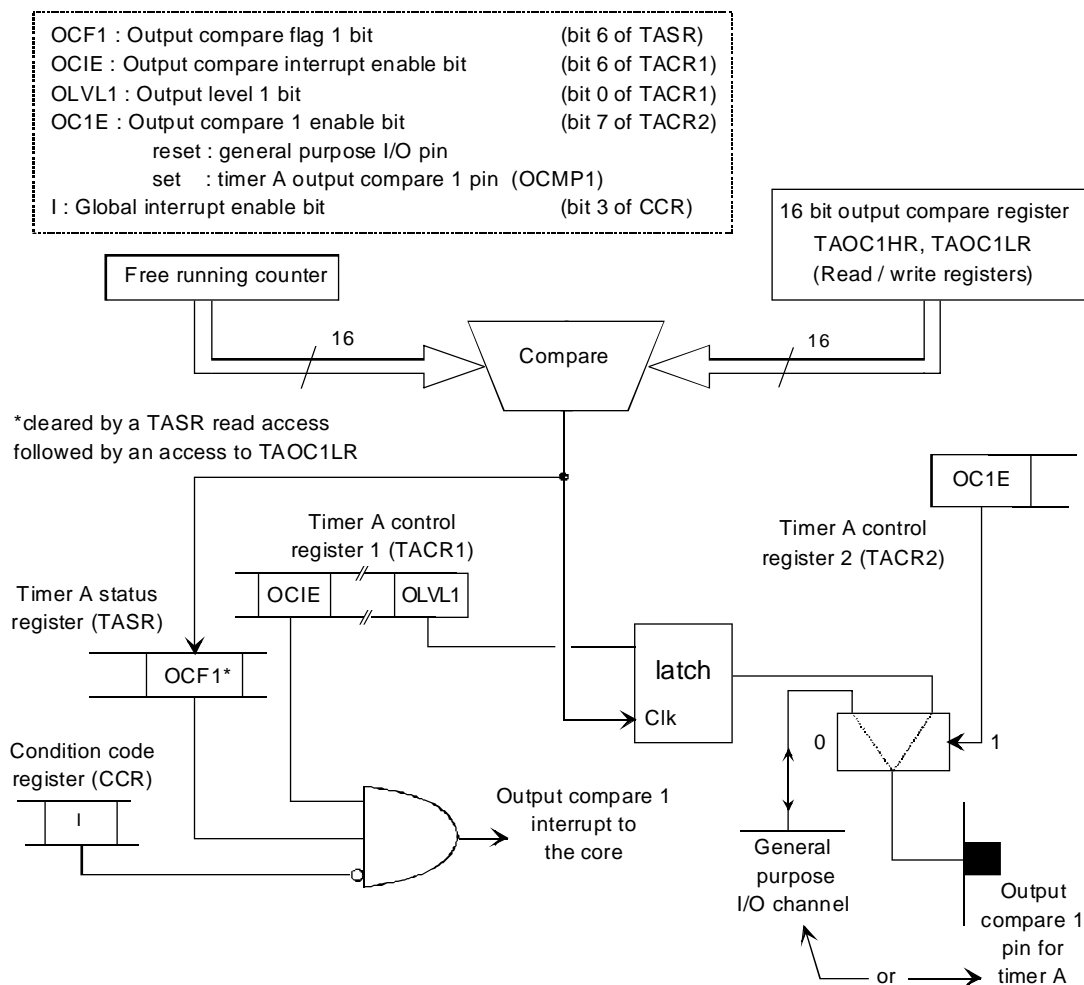 OCF1 : Output compare flag 1 bit (bit 6 of TASR)
OCIE : Output compare interrupt enable bit (bit 6 of TACR1)
OLVL1 : Output level 1 bit (bit 0 of TACR1)
OC1E : Output compare 1 enable bit (bit 7 of TACR2)
reset : general purpose I/O pin
set : timer A output compare 1 pin (OCMP1)
I : Global interrupt enable bit (bit 3 of CCR)
16 bit output compare register
TAOC1HR, TAOC1LR
(Read / write registers)
Free running counter
16
Compare
16
*cleared by a TASR read access
followed by an access to TAOC1LR
OC1E
Timer A control
register 1 (TACR1)
Timer A control
register 2 (TACR2)
OCIE
OLVL1
Timer A status
register (TASR)
OCF1*
latch
Clk
0
1
Condition code
register (CCR)
I
Output compare 1
interrupt to
the core
General
purpose
I/O channel
Output
compare 1
pin for
timer A
or